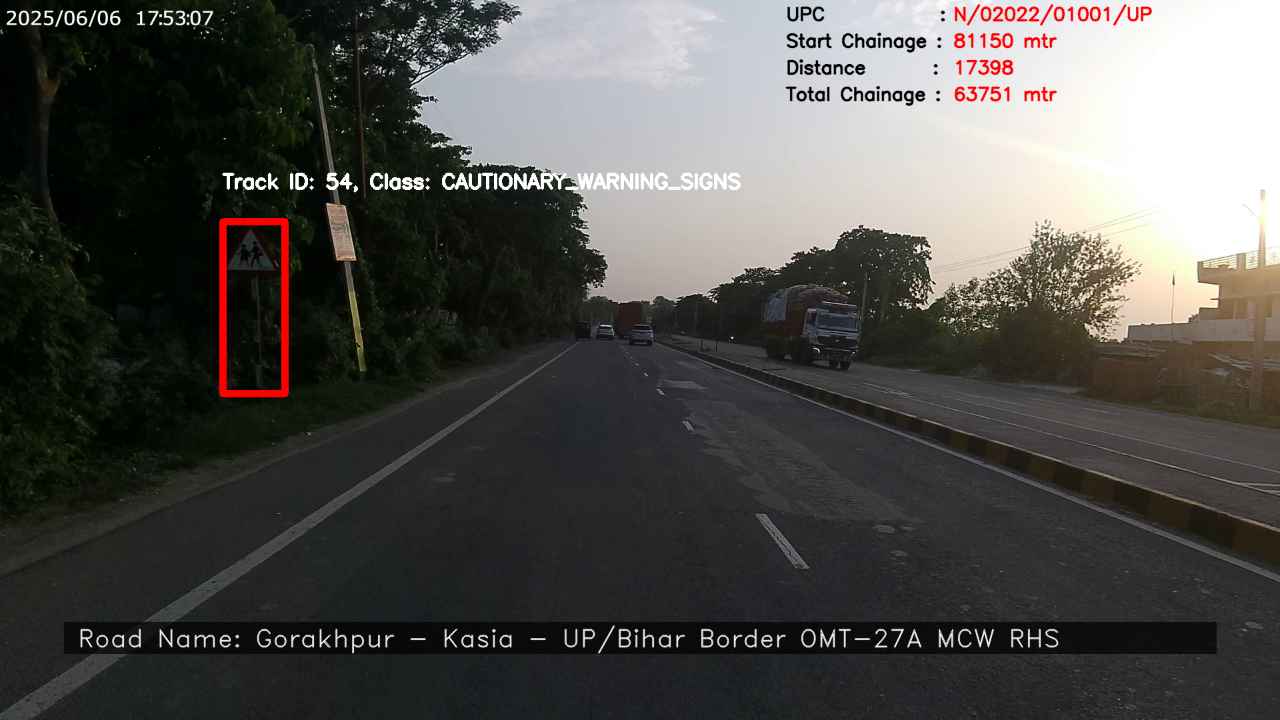 2025/06/06 17:53:07
UPC : N/02022/01001/UP
Start Chainage : 81150 mtr
Distance : 17398
Total Chainage : 63751 mtr
Track ID: 54, Class: CAUTIONARY_WARNING_SIGNS
Road Name: Gorakhpur - Kasia - UP/Bihar Border OMT-27A MCW RHS